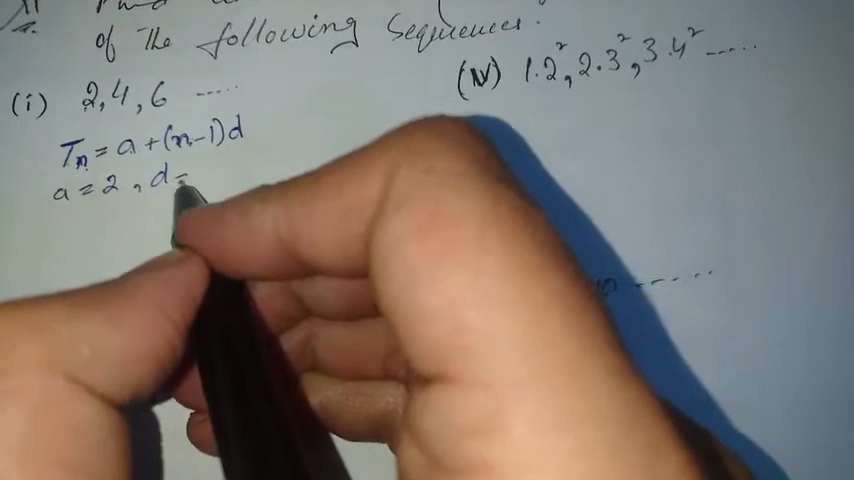 of The following Sequences.
(i) 2, 4, 6 .....
Tn = a + (n-1)d
a = 2, d =
(IV) 1.2², 2.3², 3.4² .....